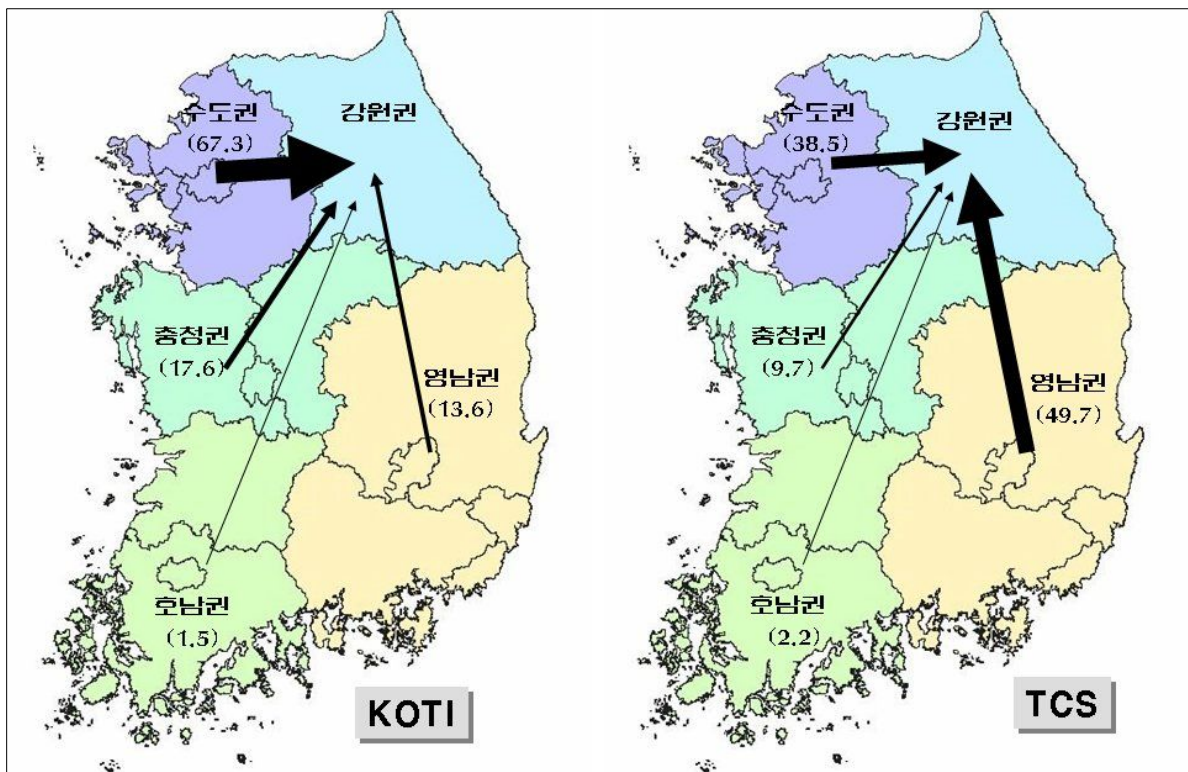 수도권
(67.3)
강원권
충청권
(17.6)
영남권
(13.6)
호남권
(1.5)
KOTI
수도권
(38.5)
강원권
충청권
(9.7)
영남권
(49.7)
호남권
(2.2)
TCS